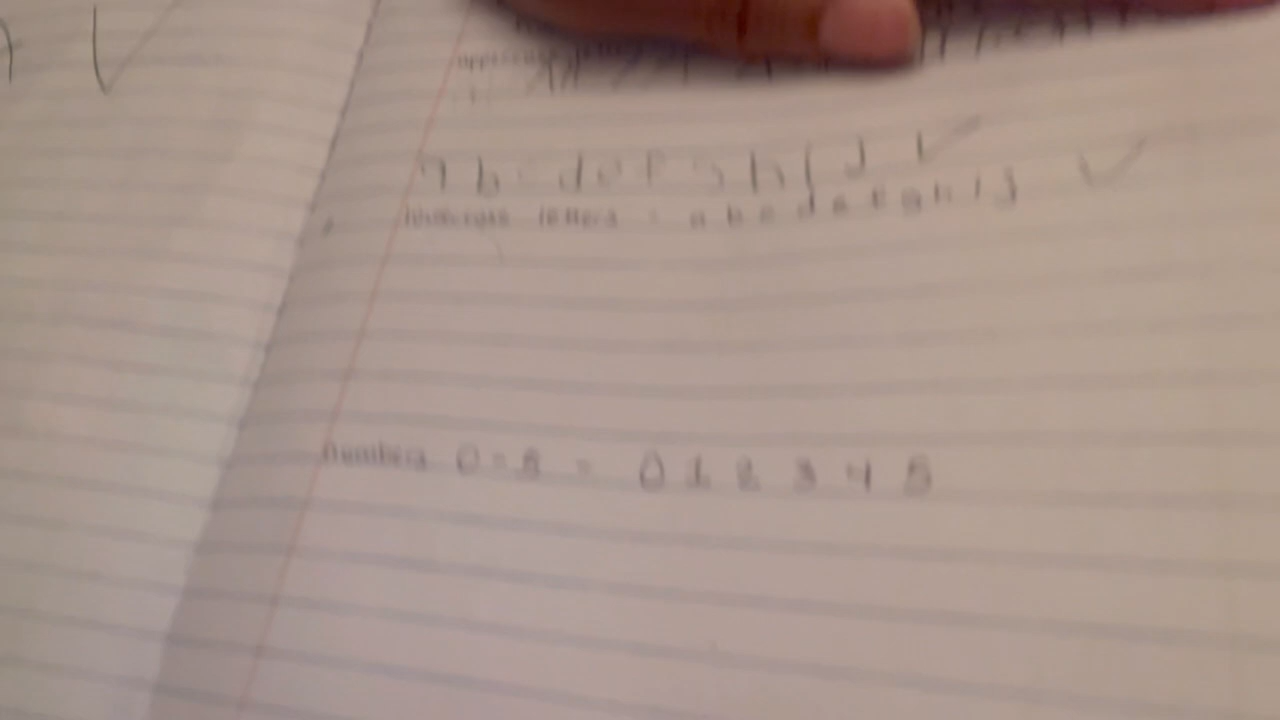 a b c d e f g h i j ✓
lowercase letters : a b c d e f g h i j ✓
numbers 0-5 = 0 1 2 3 4 5